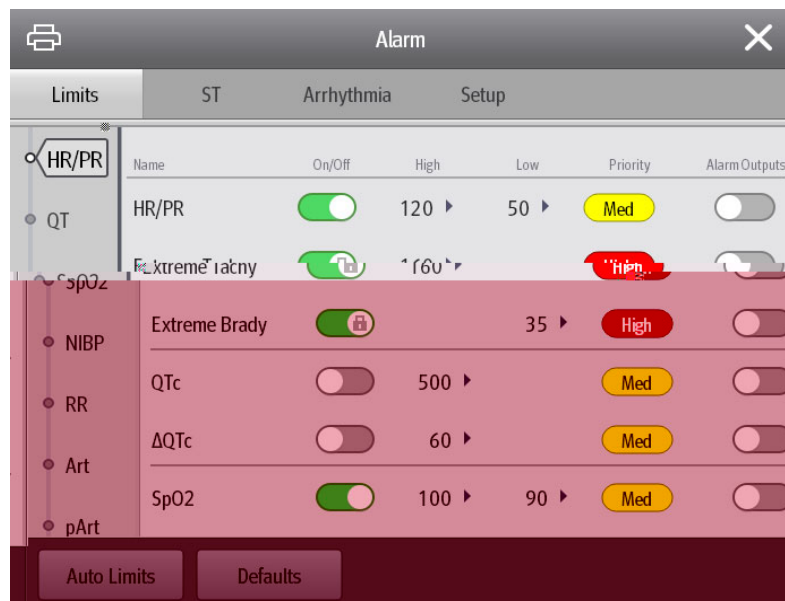 Alarm
Limits ST Arrhythmia Setup
HR/PR
Name On/Off High Low Priority Alarm Outputs
HR/PR 120 50 Med
QT
SpO2
Extreme Brady 35 High
NIBP
QTc 500 Med
RR
ΔQTc 60 Med
Art
SpO2 100 90 Med
pArt
Auto Limits Defaults